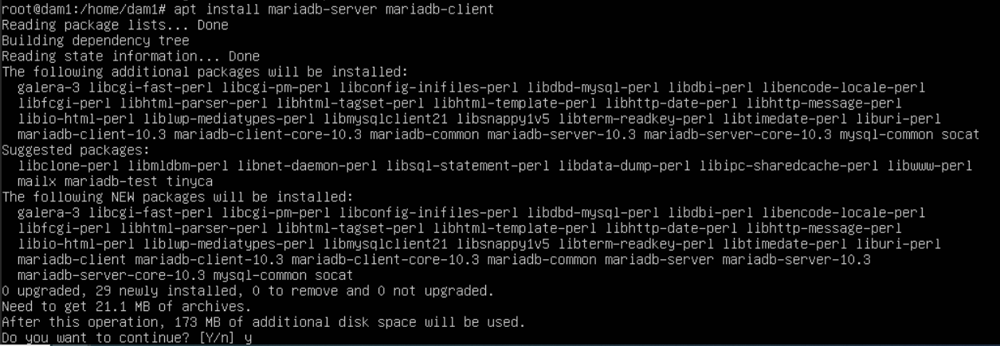 root@dam1:/home/dam1# apt install mariadb-server mariadb-client
Reading package lists... Done
Building dependency tree
Reading state information... Done
The following additional packages will be installed:
  galera-3 libcgi-fast-perl libcgi-pm-perl libconfig-inifiles-perl libdbd-mysql-perl libdbi-perl libencode-locale-perl
  libfcgi-perl libhtml-parser-perl libhtml-tagset-perl libhtml-template-perl libhttp-date-perl libhttp-message-perl
  libio-html-perl liblwp-mediatypes-perl libmysqlclient21 libsnappy1v5 libterm-readkey-perl libtimedate-perl liburi-perl
  mariadb-client-10.3 mariadb-client-core-10.3 mariadb-common mariadb-server-10.3 mariadb-server-core-10.3 mysql-common socat
Suggested packages:
  libclone-perl libmldbm-perl libnet-daemon-perl libsql-statement-perl libdata-dump-perl libipc-sharedcache-perl libwww-perl
  mailx mariadb-test tinyca
The following NEW packages will be installed:
  galera-3 libcgi-fast-perl libcgi-pm-perl libconfig-inifiles-perl libdbd-mysql-perl libdbi-perl libencode-locale-perl
  libfcgi-perl libhtml-parser-perl libhtml-tagset-perl libhtml-template-perl libhttp-date-perl libhttp-message-perl
  libio-html-perl liblwp-mediatypes-perl libmysqlclient21 libsnappy1v5 libterm-readkey-perl libtimedate-perl liburi-perl
  mariadb-client mariadb-client-10.3 mariadb-client-core-10.3 mariadb-common mariadb-server mariadb-server-10.3
  mariadb-server-core-10.3 mysql-common socat
0 upgraded, 29 newly installed, 0 to remove and 0 not upgraded.
Need to get 21.1 MB of archives.
After this operation, 173 MB of additional disk space will be used.
Do you want to continue? [Y/n] y